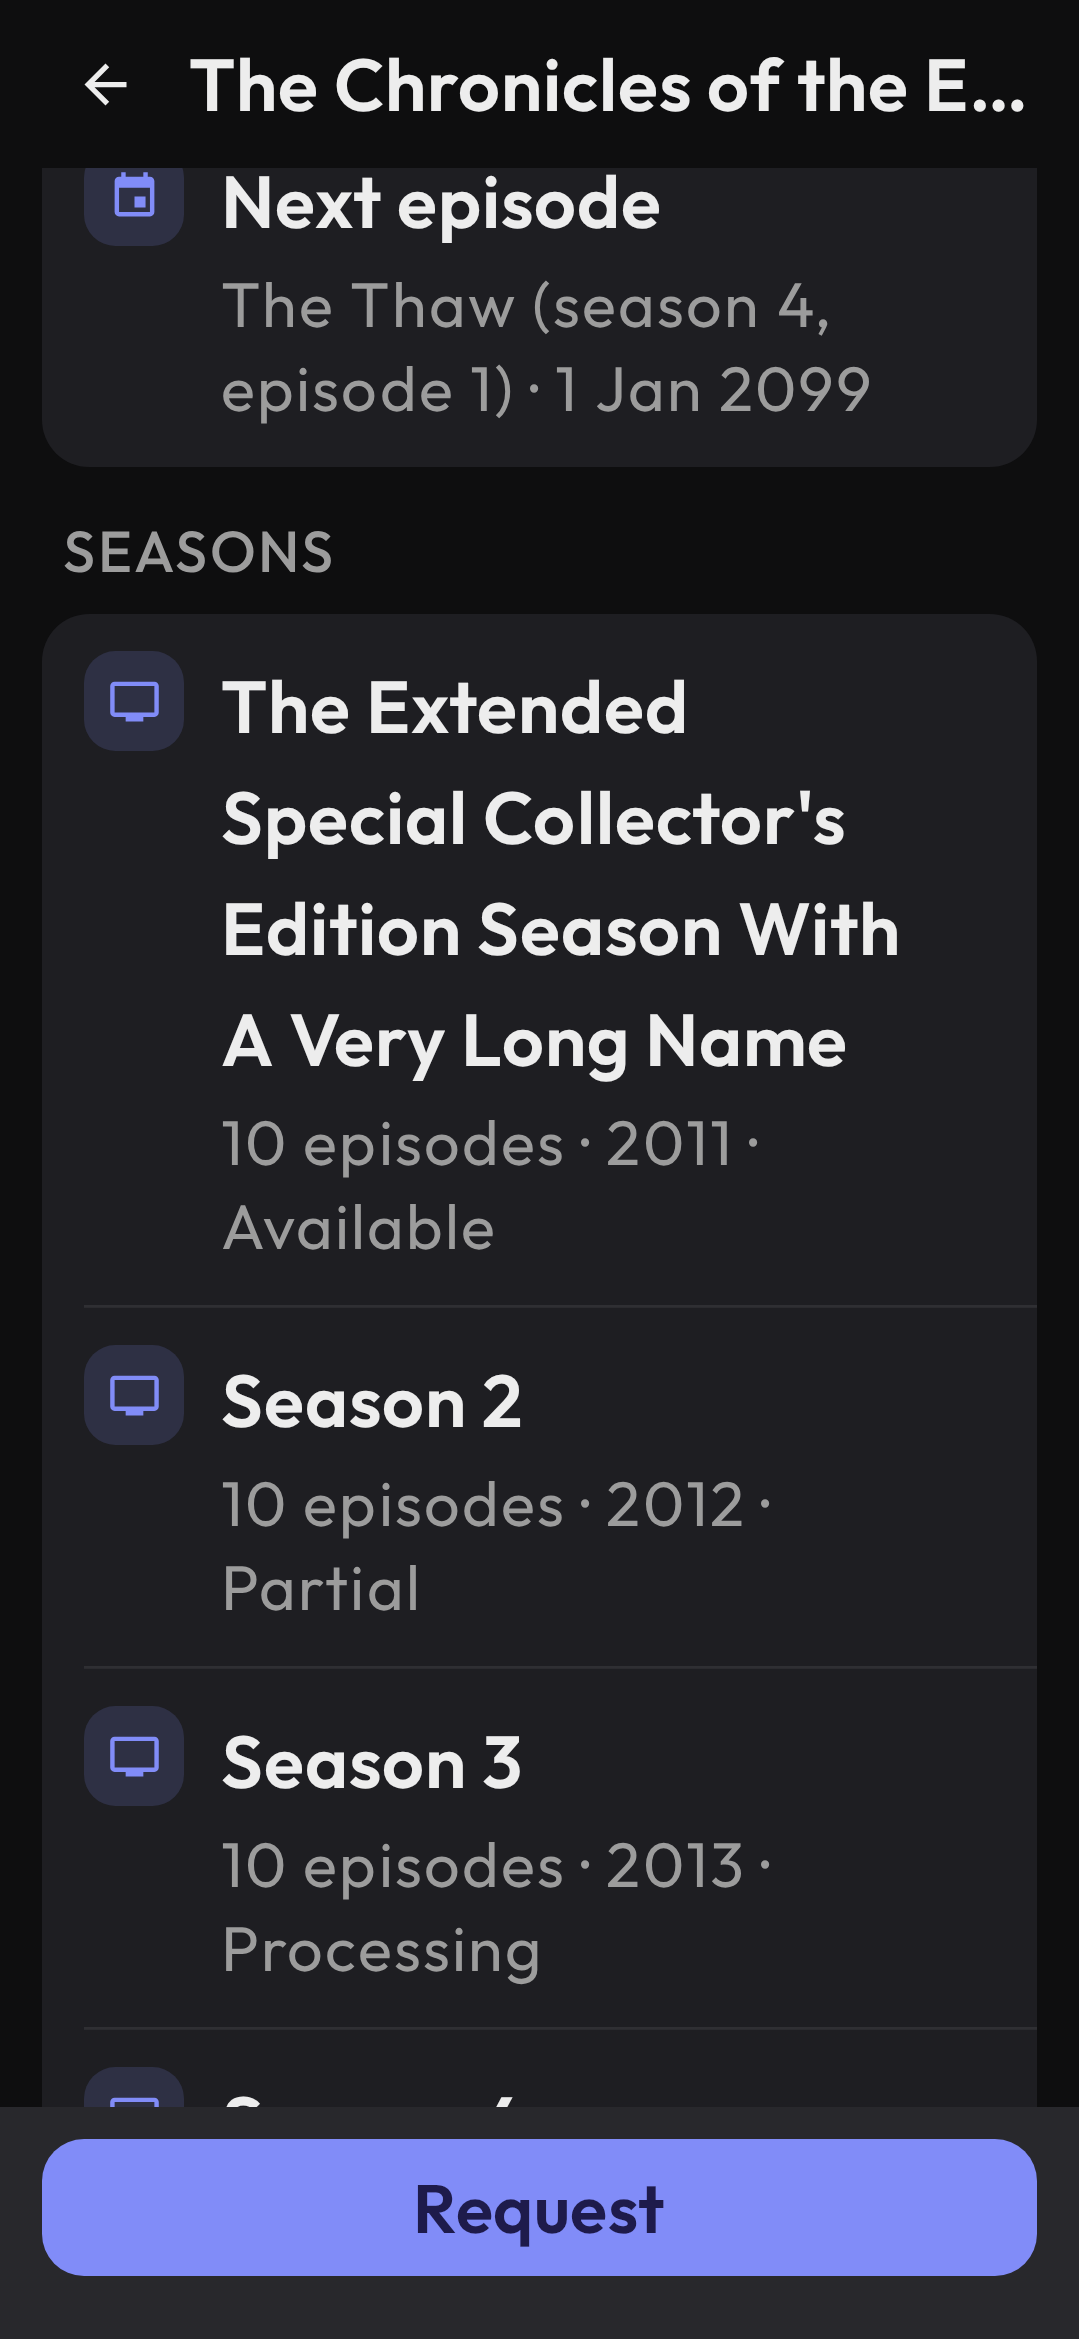 The Chronicles of the E...
Next episode
The Thaw (season 4,
episode 1) · 1 Jan 2099
SEASONS
The Extended
Special Collector's
Edition Season With
A Very Long Name
10 episodes · 2011 ·
Available
Season 2
10 episodes · 2012 ·
Partial
Season 3
10 episodes · 2013 ·
Processing
Request